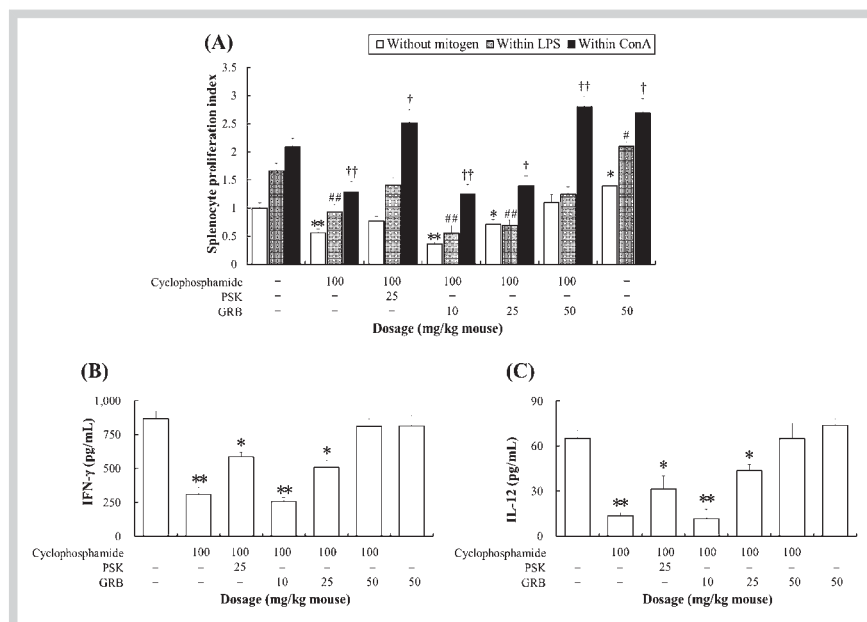 (A)
Without mitogen Within LPS Within ConA
Splenocyte proliferation index
3.5
3
2.5
2
1.5
1
0.5
0
** ## †† † ** ## †† * ## † †† * # †
Cyclophosphamide – 100 100 100 100 100 –
PSK – – 25 – – – –
GRB – – – 10 25 50 50
Dosage (mg/kg mouse)
(B)
IFN-γ (pg/mL)
1,000
750
500
250
0
** * ** *
Cyclophosphamide – 100 100 100 100 100 –
PSK – – 25 – – – –
GRB – – – 10 25 50 50
Dosage (mg/kg mouse)
(C)
IL-12 (pg/mL)
90
60
30
0
** * ** *
Cyclophosphamide – 100 100 100 100 100 –
PSK – – 25 – – – –
GRB – – – 10 25 50 50
Dosage (mg/kg mouse)